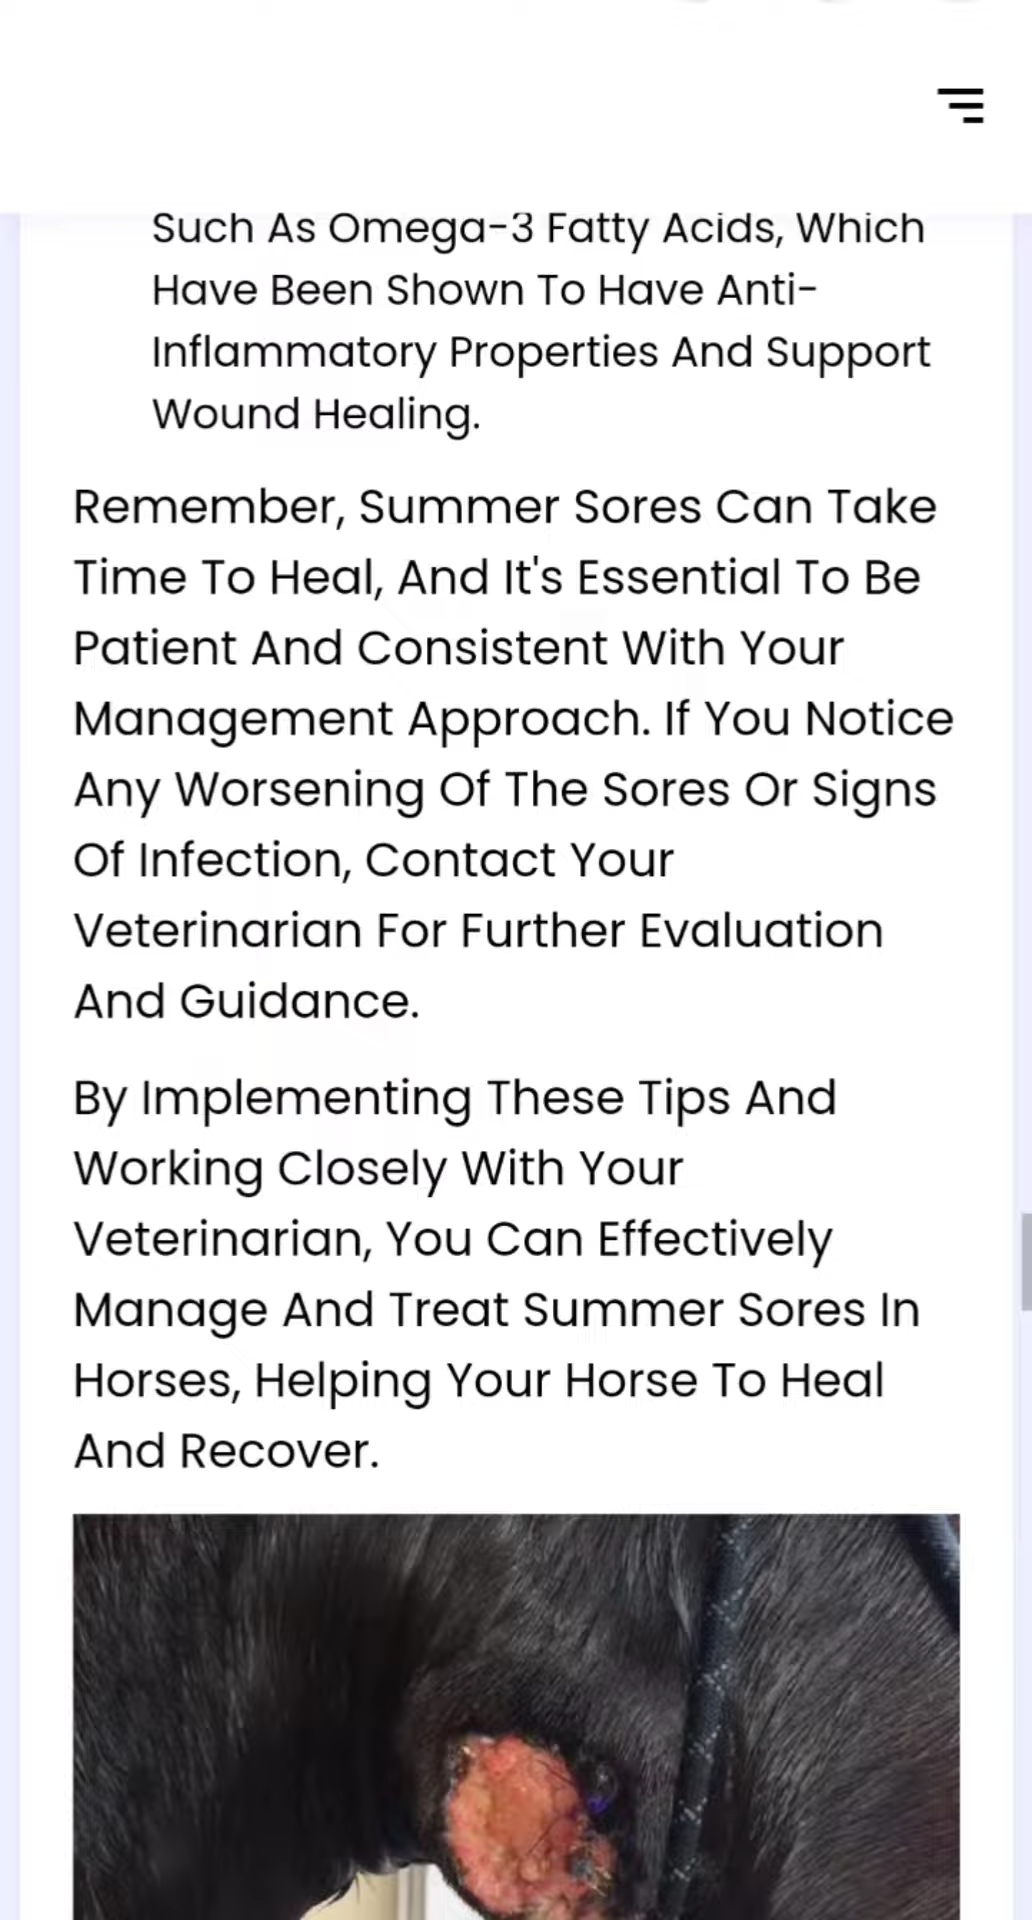 Such As Omega-3 Fatty Acids, Which
Have Been Shown To Have Anti-
Inflammatory Properties And Support
Wound Healing.
Remember, Summer Sores Can Take
Time To Heal, And It's Essential To Be
Patient And Consistent With Your
Management Approach. If You Notice
Any Worsening Of The Sores Or Signs
Of Infection, Contact Your
Veterinarian For Further Evaluation
And Guidance.
By Implementing These Tips And
Working Closely With Your
Veterinarian, You Can Effectively
Manage And Treat Summer Sores In
Horses, Helping Your Horse To Heal
And Recover.